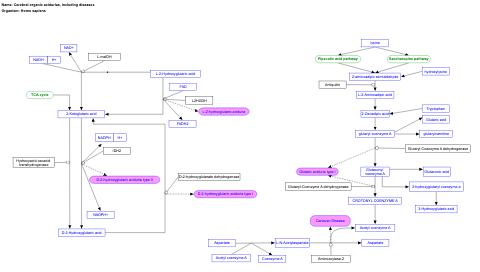 Name: Cerebral organic acidurias, including diseases
Organism: Homo sapiens
NAD+
NADH
H+
L-malDH
L-2-Hydroxyglutaric acid
lysine
Pipecolic acid pathway
Saccharopine pathway
2-aminoadipic semialdehyde
hydroxylysine
Antiquitin
L-2-Aminoadipic acid
TCA cycle
FAD
L2HGDH
L-2-hydroxyglutaric aciduria
FADH2
2-Ketoglutaric acid
2-Oxoadipic acid
Tryptophan
Glutaric acid
glutaryl coenzyme A
glutarylcarnitine
NADPH
H+
IDH2
Hydroxyacid-oxoacid
transhydrogenase
D-2-hydroxyglutaric aciduria type II
D-2-hydroxyglutarate dehydrogenase
D-2-hydroxyglutaric aciduria type I
NADPH+
D-2-Hydroxyglutaric acid
Glutaryl Coenzyme A dehydrogenase
Glutaric aciduria type I
Glutaconyl
coenzyme A
Glutaconic acid
Glutaryl Coenzyme A dehydrogenase
3-hydroxyglutaryl coenzyme a
CROTONYL COENZYME A
3-Hydroxyglutaric acid
Canavan Disease
Acetyl coenzyme A
Aspartate
L-N-Acetylaspartate
Aspartate
Acetyl coenzyme A
Coenzyme A
Aminoacylase-2